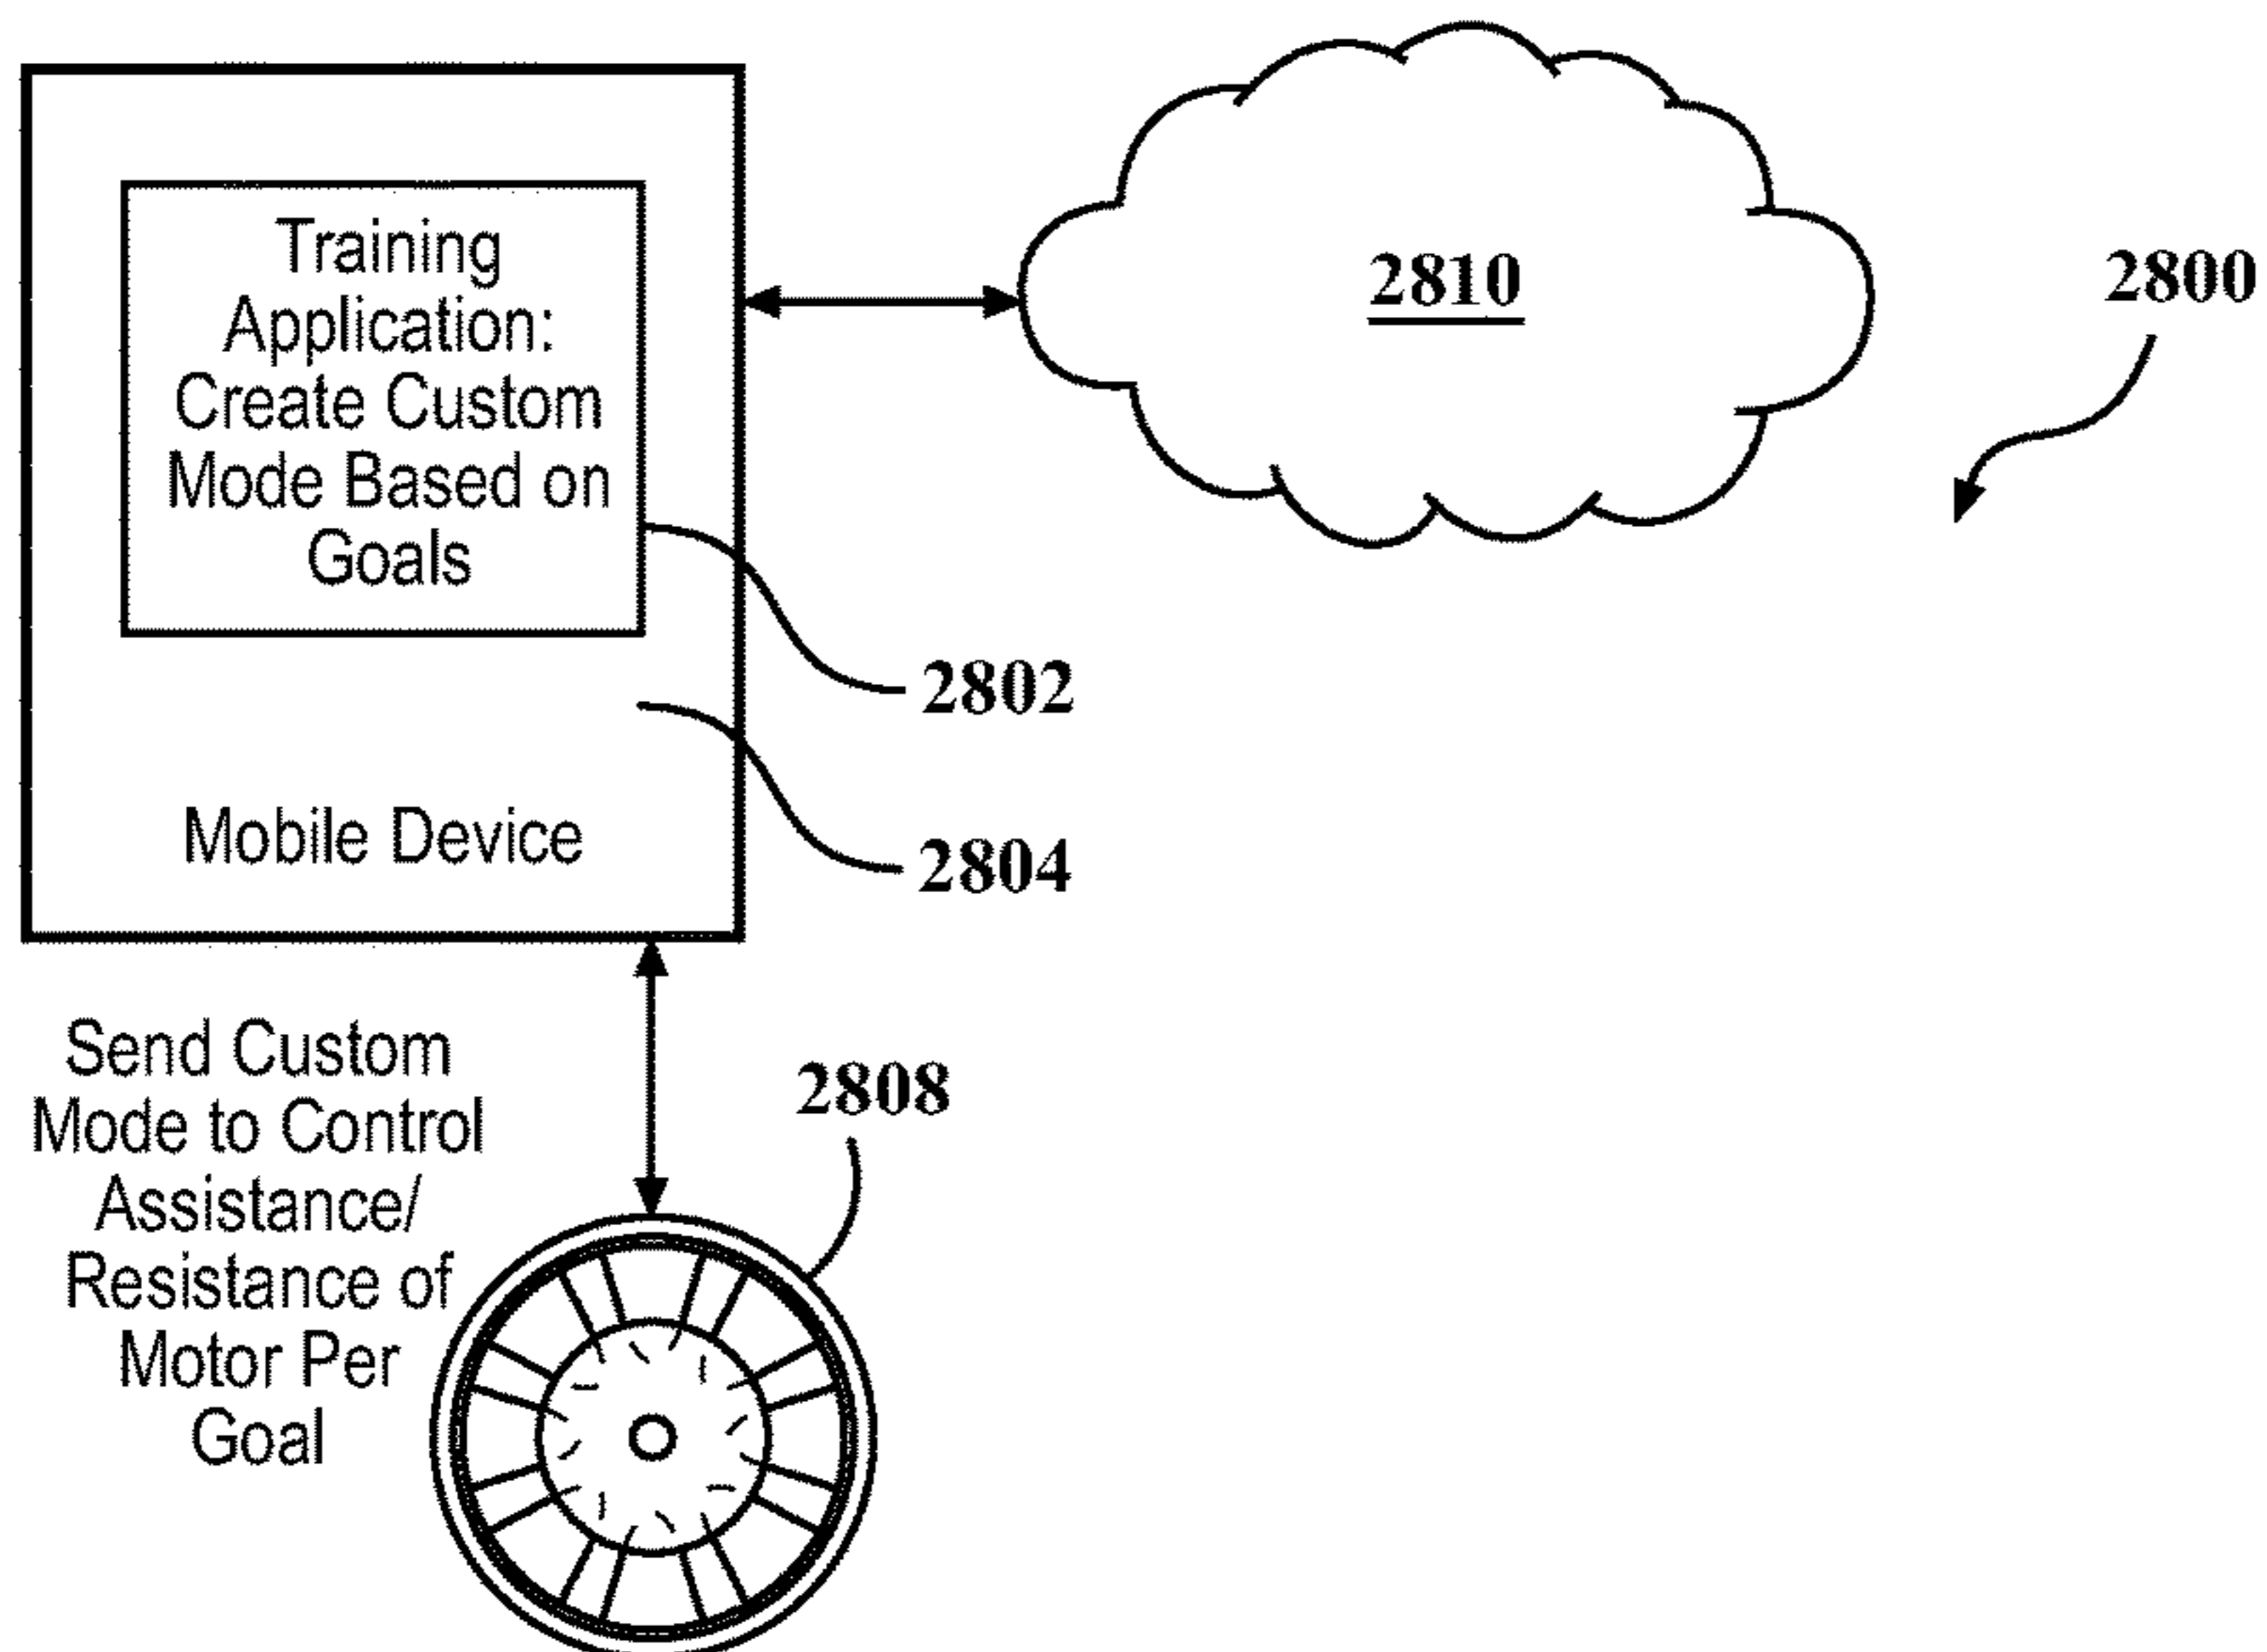 Training
Application:
Create Custom
Mode Based on
Goals
2810
2800
2802
Mobile Device
2804
Send Custom
Mode to Control
Assistance/
Resistance of
Motor Per
Goal
2808